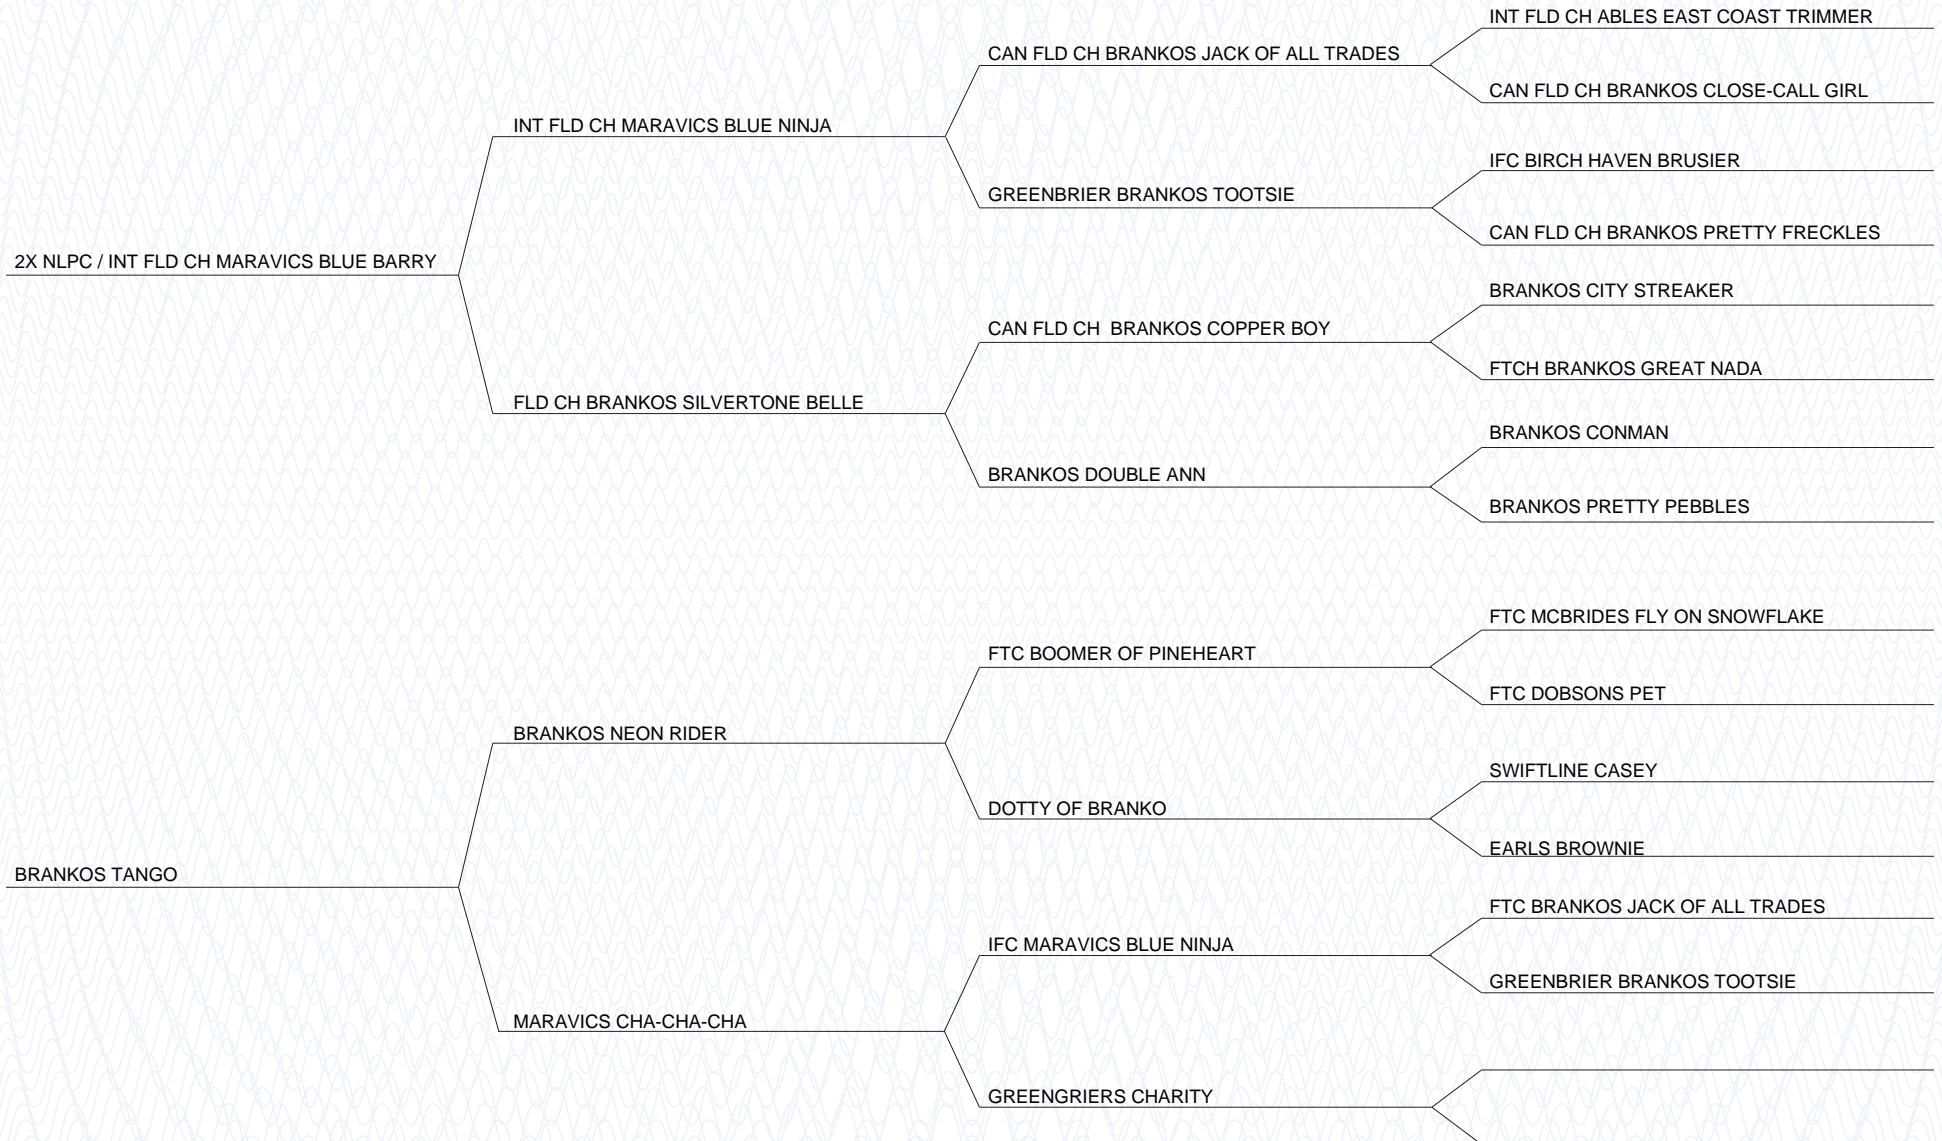 INT FLD CH ABLES EAST COAST TRIMMER
CAN FLD CH BRANKOS JACK OF ALL TRADES
CAN FLD CH BRANKOS CLOSE-CALL GIRL
INT FLD CH MARAVICS BLUE NINJA
IFC BIRCH HAVEN BRUSIER
GREENBRIER BRANKOS TOOTSIE
CAN FLD CH BRANKOS PRETTY FRECKLES
2X NLPC / INT FLD CH MARAVICS BLUE BARRY
BRANKOS CITY STREAKER
CAN FLD CH  BRANKOS COPPER BOY
FTCH BRANKOS GREAT NADA
FLD CH BRANKOS SILVERTONE BELLE
BRANKOS CONMAN
BRANKOS DOUBLE ANN
BRANKOS PRETTY PEBBLES
FTC MCBRIDES FLY ON SNOWFLAKE
FTC BOOMER OF PINEHEART
FTC DOBSONS PET
BRANKOS NEON RIDER
SWIFTLINE CASEY
DOTTY OF BRANKO
EARLS BROWNIE
BRANKOS TANGO
FTC BRANKOS JACK OF ALL TRADES
IFC MARAVICS BLUE NINJA
GREENBRIER BRANKOS TOOTSIE
MARAVICS CHA-CHA-CHA
GREENGRIERS CHARITY